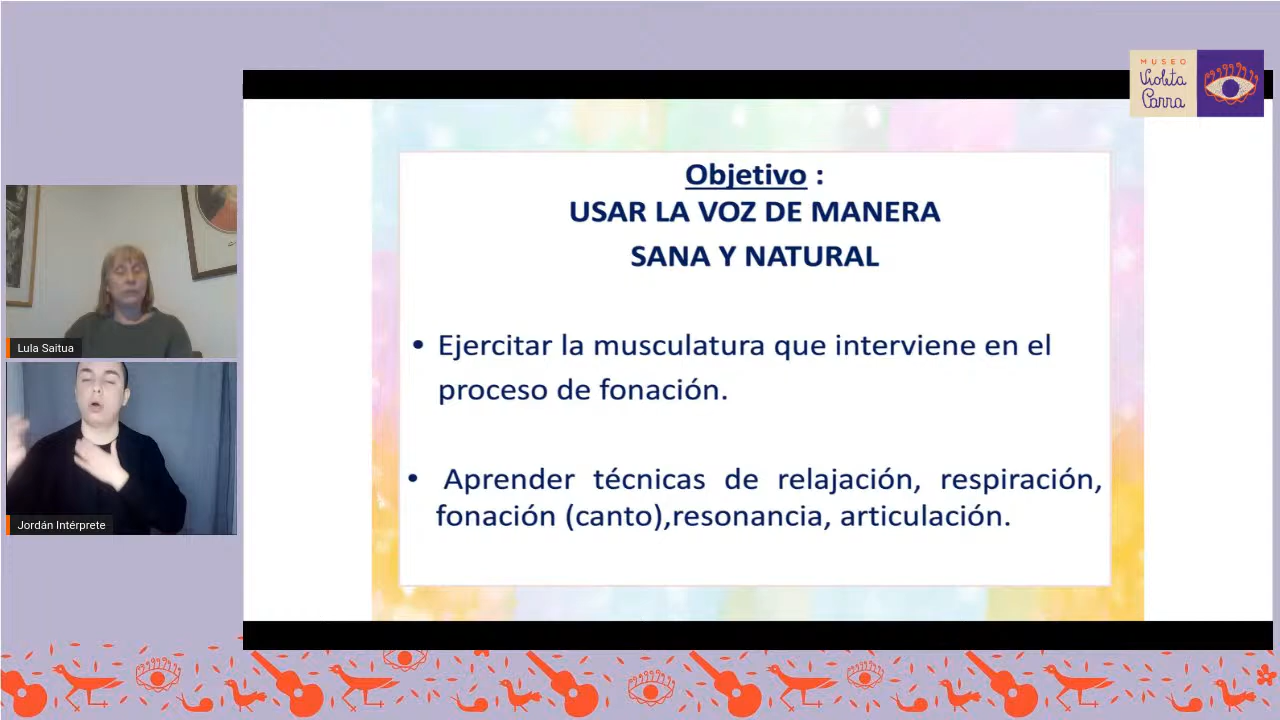 MUSEO
Violeta
Parra
Objetivo :
USAR LA VOZ DE MANERA
SANA Y NATURAL
• Ejercitar la musculatura que interviene en el
proceso de fonación.
• Aprender técnicas de relajación, respiración,
fonación (canto),resonancia, articulación.
Lula Saitua
Jordán Intérprete